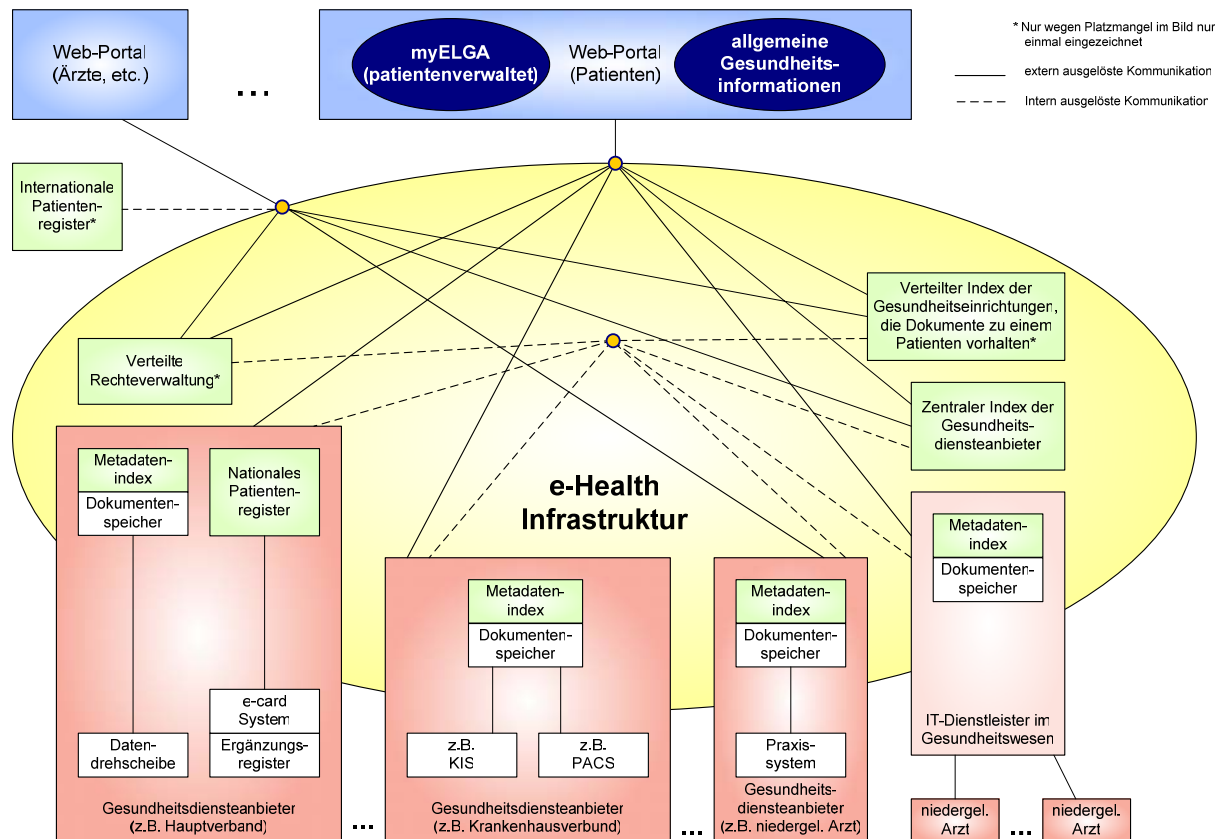 Web-Portal
(Ärzte, etc.)
...
myELGA
(patientenverwaltet)
Web-Portal
(Patienten)
allgemeine
Gesundheits-
informationen
* Nur wegen Platzmangel im Bild nur
einmal eingezeichnet
extern ausgelöste Kommunikation
Intern ausgelöste Kommunikation
Internationale
Patienten-
register*
Verteilter Index der
Gesundheitseinrichtungen,
die Dokumente zu einem
Patienten vorhalten*
Verteilte
Rechteverwaltung*
Zentraler Index der
Gesundheits-
diensteanbieter
e-Health
Infrastruktur
Metadaten-
index
Dokumenten-
speicher
Nationales
Patienten-
register
e-card
System
Ergänzungs-
register
Daten-
drehscheibe
Gesundheitsdiensteanbieter
(z.B. Hauptverband)
...
Metadaten-
index
Dokumenten-
speicher
z.B.
KIS
z.B.
PACS
Gesundheitsdiensteanbieter
(z.B. Krankenhausverbund)
...
Metadaten-
index
Dokumenten-
speicher
Praxis-
system
Gesundheits-
diensteanbieter
(z.B. niedergel. Arzt)
Metadaten-
index
Dokumenten-
speicher
IT-Dienstleister im
Gesundheitswesen
niedergel.
Arzt
...
niedergel.
Arzt